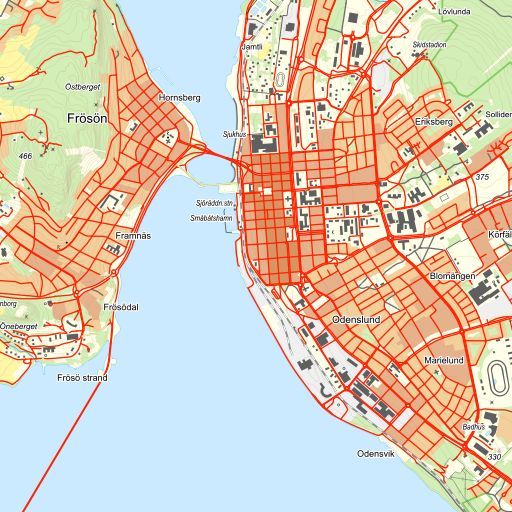 Lövlunda
Jamtli
Skidstadion
Östberget
Hornsberg
Frösön
Sjukhus
Eriksberg
Sollider
466
375
Sjöräddn.stn
Småbåtshamn
Framnäs
Körfäl
Blomängen
Frösödal
Odenslund
Öneberget
Marielund
Frösö strand
Badhus
Odensvik
330